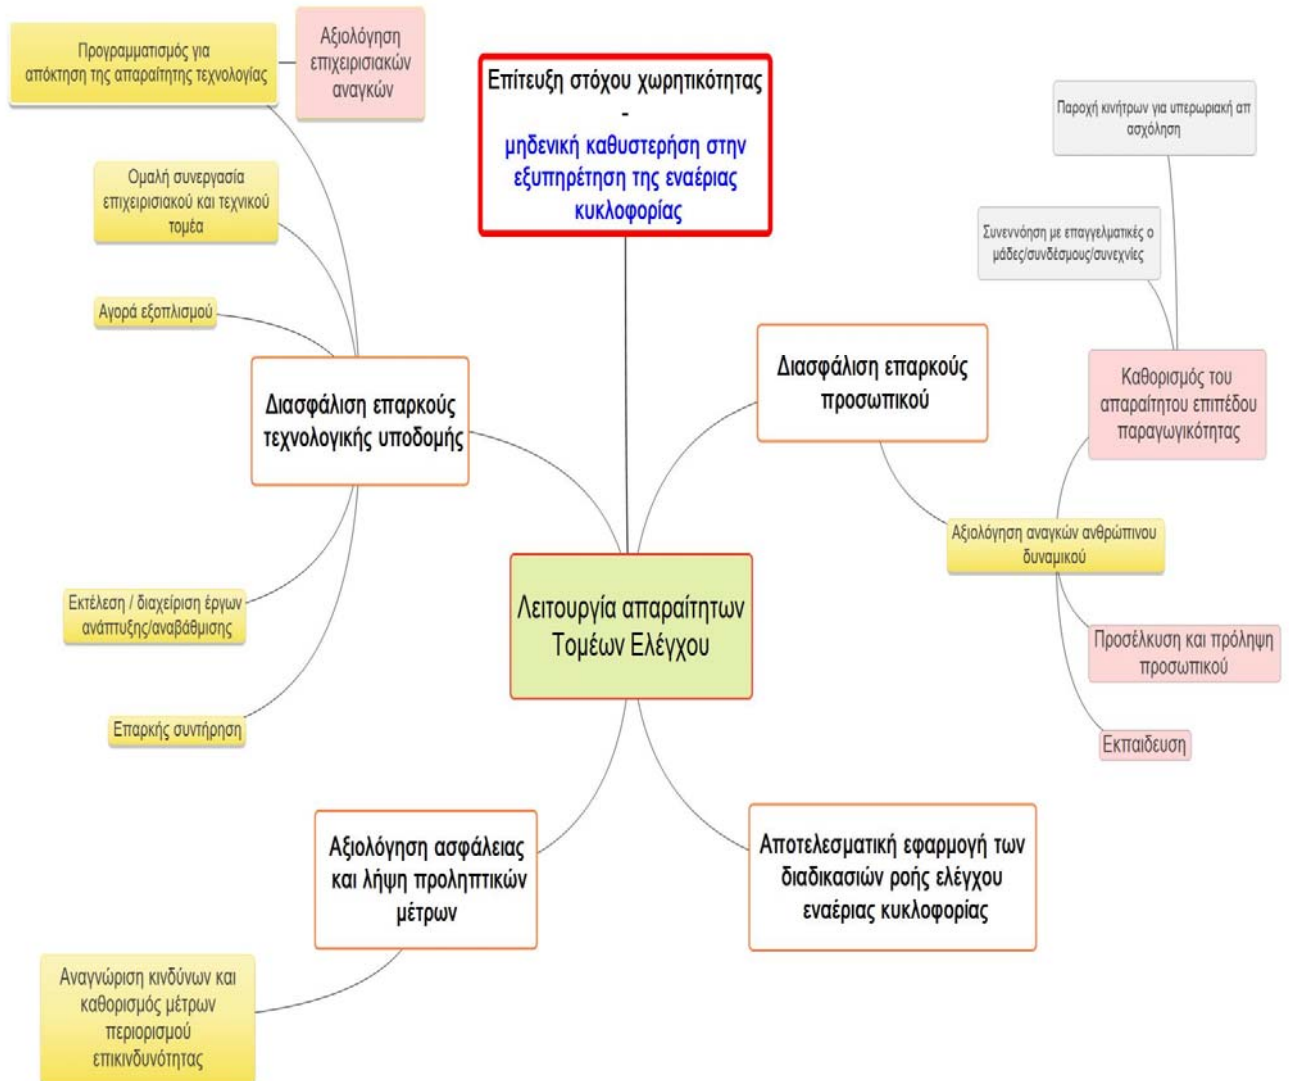 Προγραμματισμός για
απόκτηση της απαραίτητης τεχνολογίας
Αξιολόγηση
επιχειρισιακών
αναγκών
Επίτευξη στόχου χωρητικότητας
-
μηδενική καθυστερήση στην
εξυπηρέτηση της εναέριας
κυκλοφορίας
Παροχή κινήτρων για υπερωριακή απ
ασχόληση
Ομαλή συνεργασία
επιχειρισιακού και τεχνικού
τομέα
Συνεννόηση με επαγγελματικές ο
μάδες/συνδέσμους/συνεχνίες
Αγορά εξοπλισμού
Διασφάλιση επαρκούς
τεχνολογικής υποδομής
Διασφάλιση επαρκούς
προσωπικού
Καθορισμός του
απαραίτητου επιπέδου
παραγωγικότητας
Αξιολόγηση αναγκών ανθρώπινου
δυναμικού
Εκτέλεση / διαχείριση έργων
ανάπτυξης/αναβάθμισης
Λειτουργία απαραίτητων
Τομέων Ελέγχου
Προσέλκυση και πρόληψη
προσωπικού
Επαρκής συντήρηση
Εκπαιδευση
Αξιολόγηση ασφάλειας
και λήψη προληπτικών
μέτρων
Αποτελεσματική εφαρμογή των
διαδικασιών ροής ελέγχου
εναέριας κυκλοφορίας
Αναγνώριση κινδύνων και
καθορισμός μέτρων
περιορισμού
επικινδυνότητας